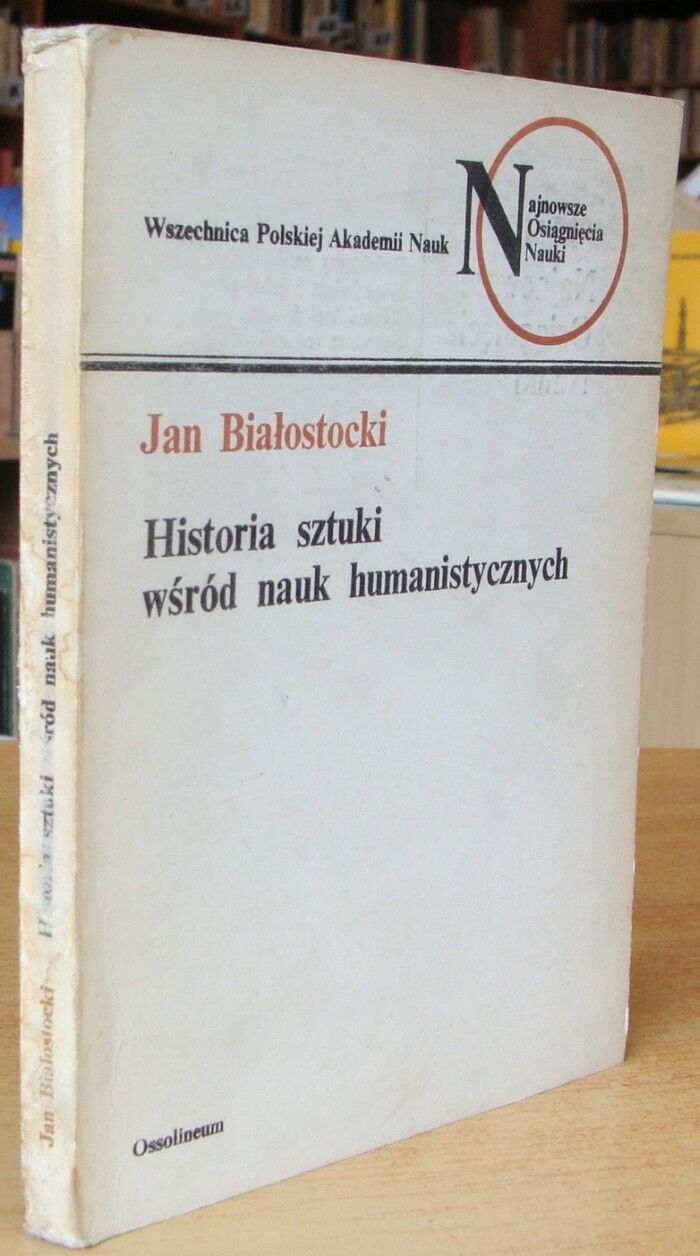 Wszechnica Polskiej Akademii Nauk
Najnowsze
Osiągnięcia
Nauki
Jan Białostocki
Historia sztuki
wśród nauk humanistycznych
Ossolineum
Jan Białostocki Historia sztuki wśród nauk humanistycznych